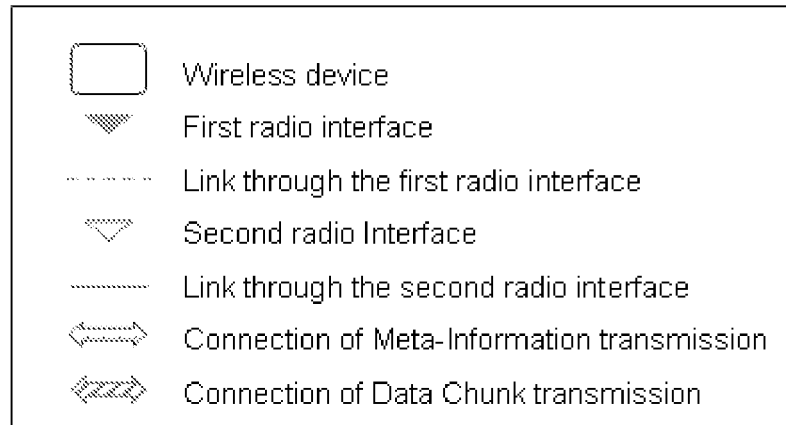 Wireless device
First radio interface
Link through the first radio interface
Second radio Interface
Link through the second radio interface
Connection of Meta-Information transmission
Connection of Data Chunk transmission